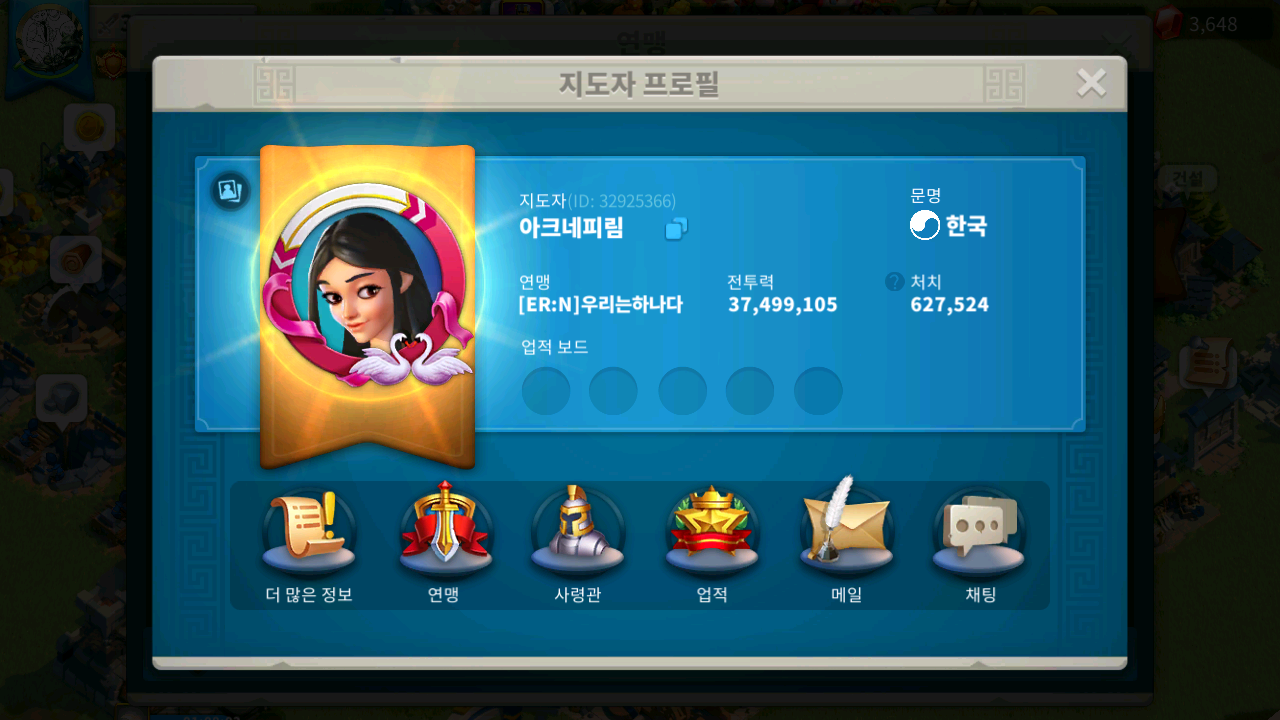 3,648
연맹
지도자 프로필
건설
지도자(ID: 32925366)
아크네피림
문명
한국
연맹
[ER:N]우리는하나다
전투력
37,499,105
? 처치
627,524
업적 보드
더 많은 정보
연맹
사령관
업적
메일
채팅